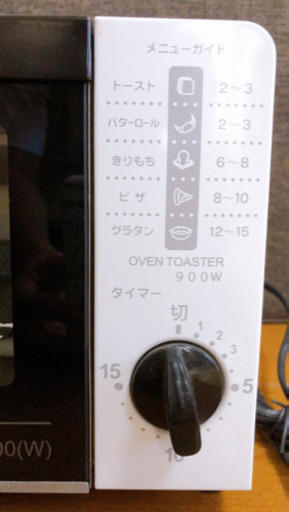 メニューガイド
トースト 2~3
バターロール 2~3
きりもち 6~8
ピザ 8~10
グラタン 12~15
OVEN TOASTER
900W
タイマー
切
1
2
3
15 5
10
00(W)